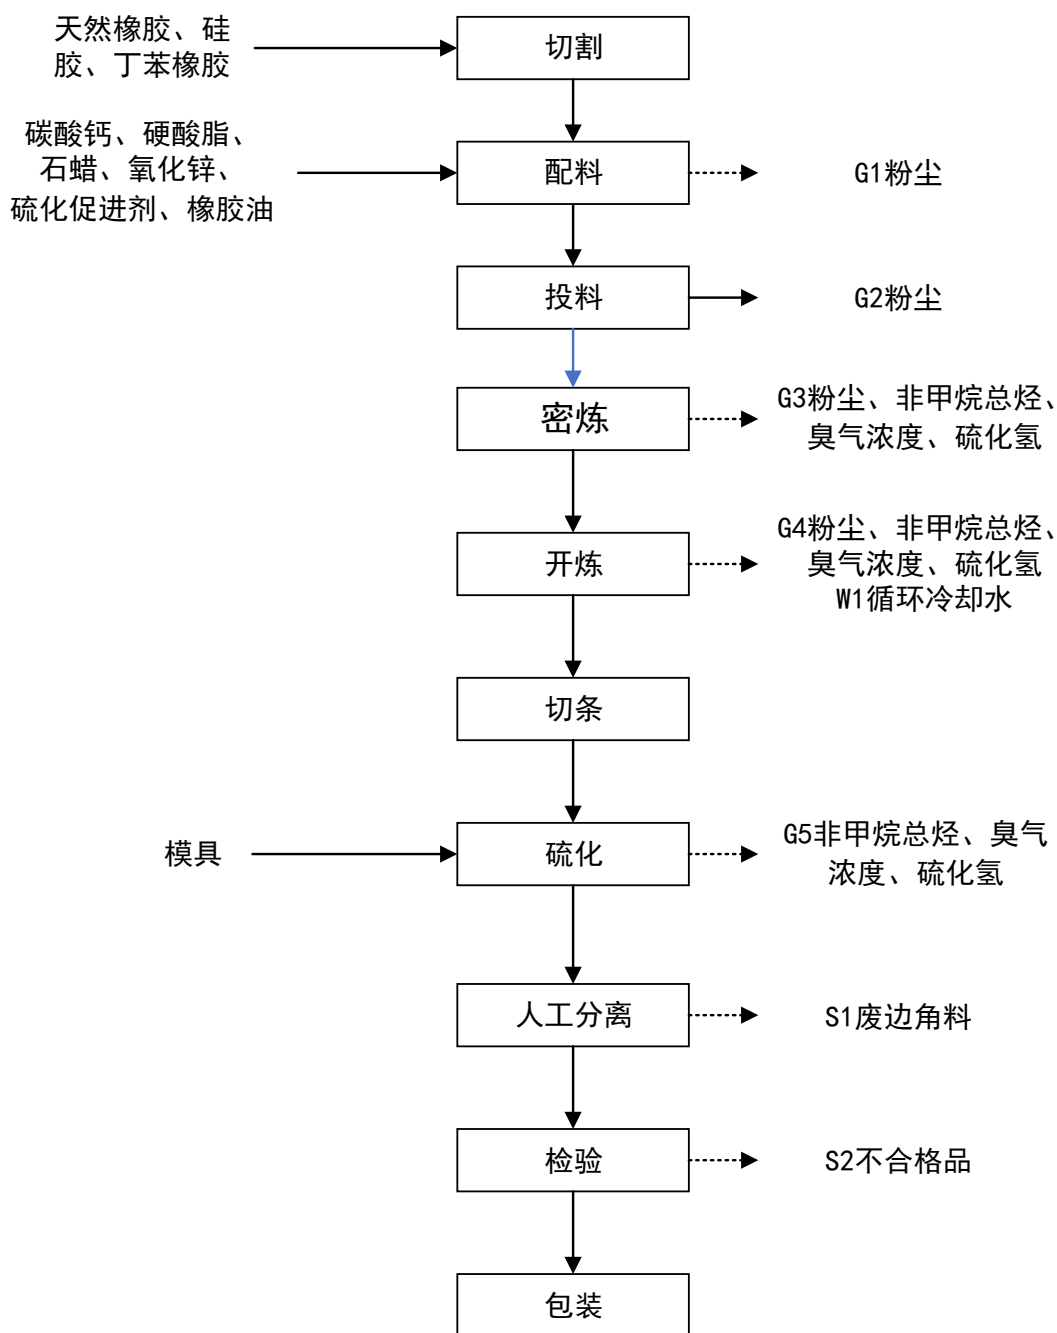 天然橡胶、硅
胶、丁苯橡胶
切割
碳酸钙、硬酸脂、
石蜡、氧化锌、
硫化促进剂、橡胶油
配料
G1粉尘
投料
G2粉尘
密炼
G3粉尘、非甲烷总烃、
臭气浓度、硫化氢
开炼
G4粉尘、非甲烷总烃、
臭气浓度、硫化氢
W1循环冷却水
切条
模具
硫化
G5非甲烷总烃、臭气
浓度、硫化氢
人工分离
S1废边角料
检验
S2不合格品
包装